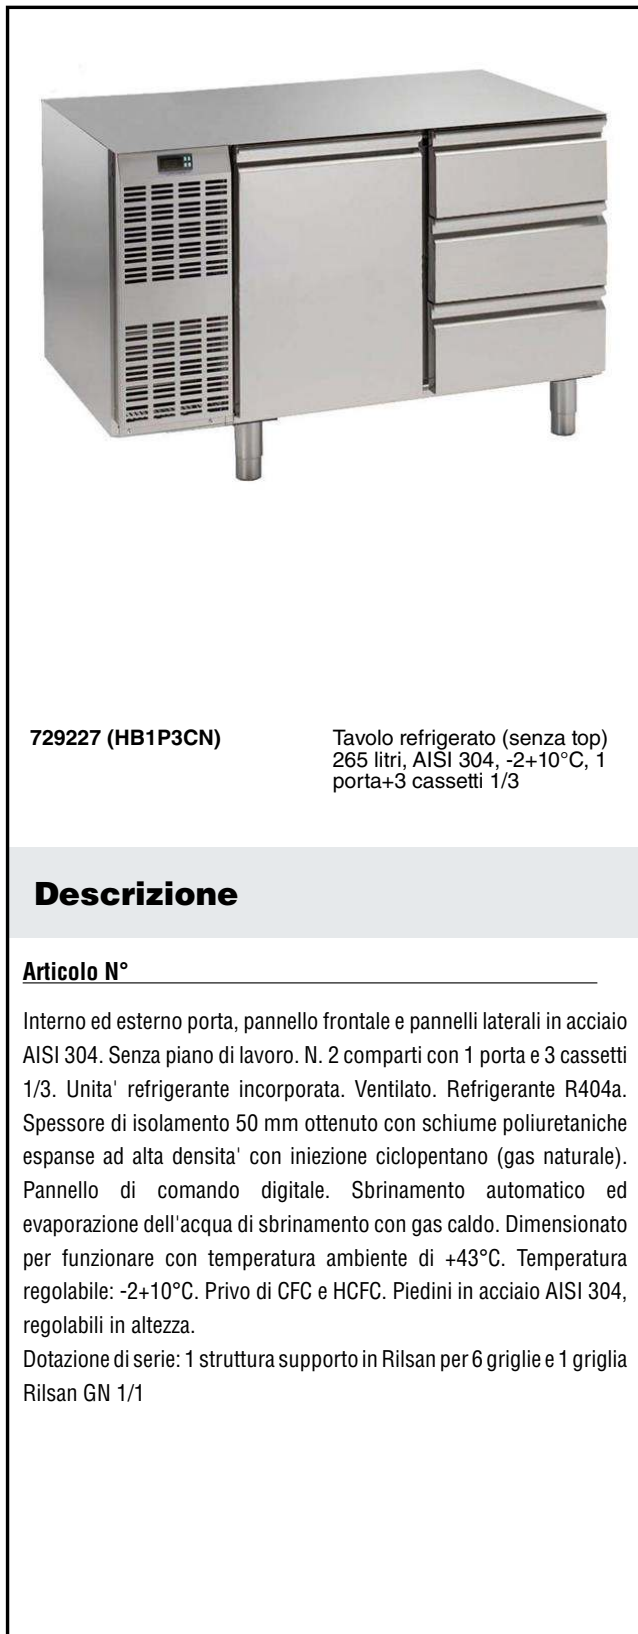 729227 (HB1P3CN)
Tavolo refrigerato (senza top)
265 litri, AISI 304, -2+10°C, 1
porta+3 cassetti 1/3
Descrizione
Articolo N°
Interno ed esterno porta, pannello frontale e pannelli laterali in acciaio
AISI 304. Senza piano di lavoro. N. 2 comparti con 1 porta e 3 cassetti
1/3. Unita' refrigerante incorporata. Ventilato. Refrigerante R404a.
Spessore di isolamento 50 mm ottenuto con schiume poliuretaniche
espanse ad alta densita' con iniezione ciclopentano (gas naturale).
Pannello di comando digitale. Sbrinamento automatico ed
evaporazione dell'acqua di sbrinamento con gas caldo. Dimensionato
per funzionare con temperatura ambiente di +43°C. Temperatura
regolabile: -2+10°C. Privo di CFC e HCFC. Piedini in acciaio AISI 304,
regolabili in altezza.
Dotazione di serie: 1 struttura supporto in Rilsan per 6 griglie e 1 griglia
Rilsan GN 1/1